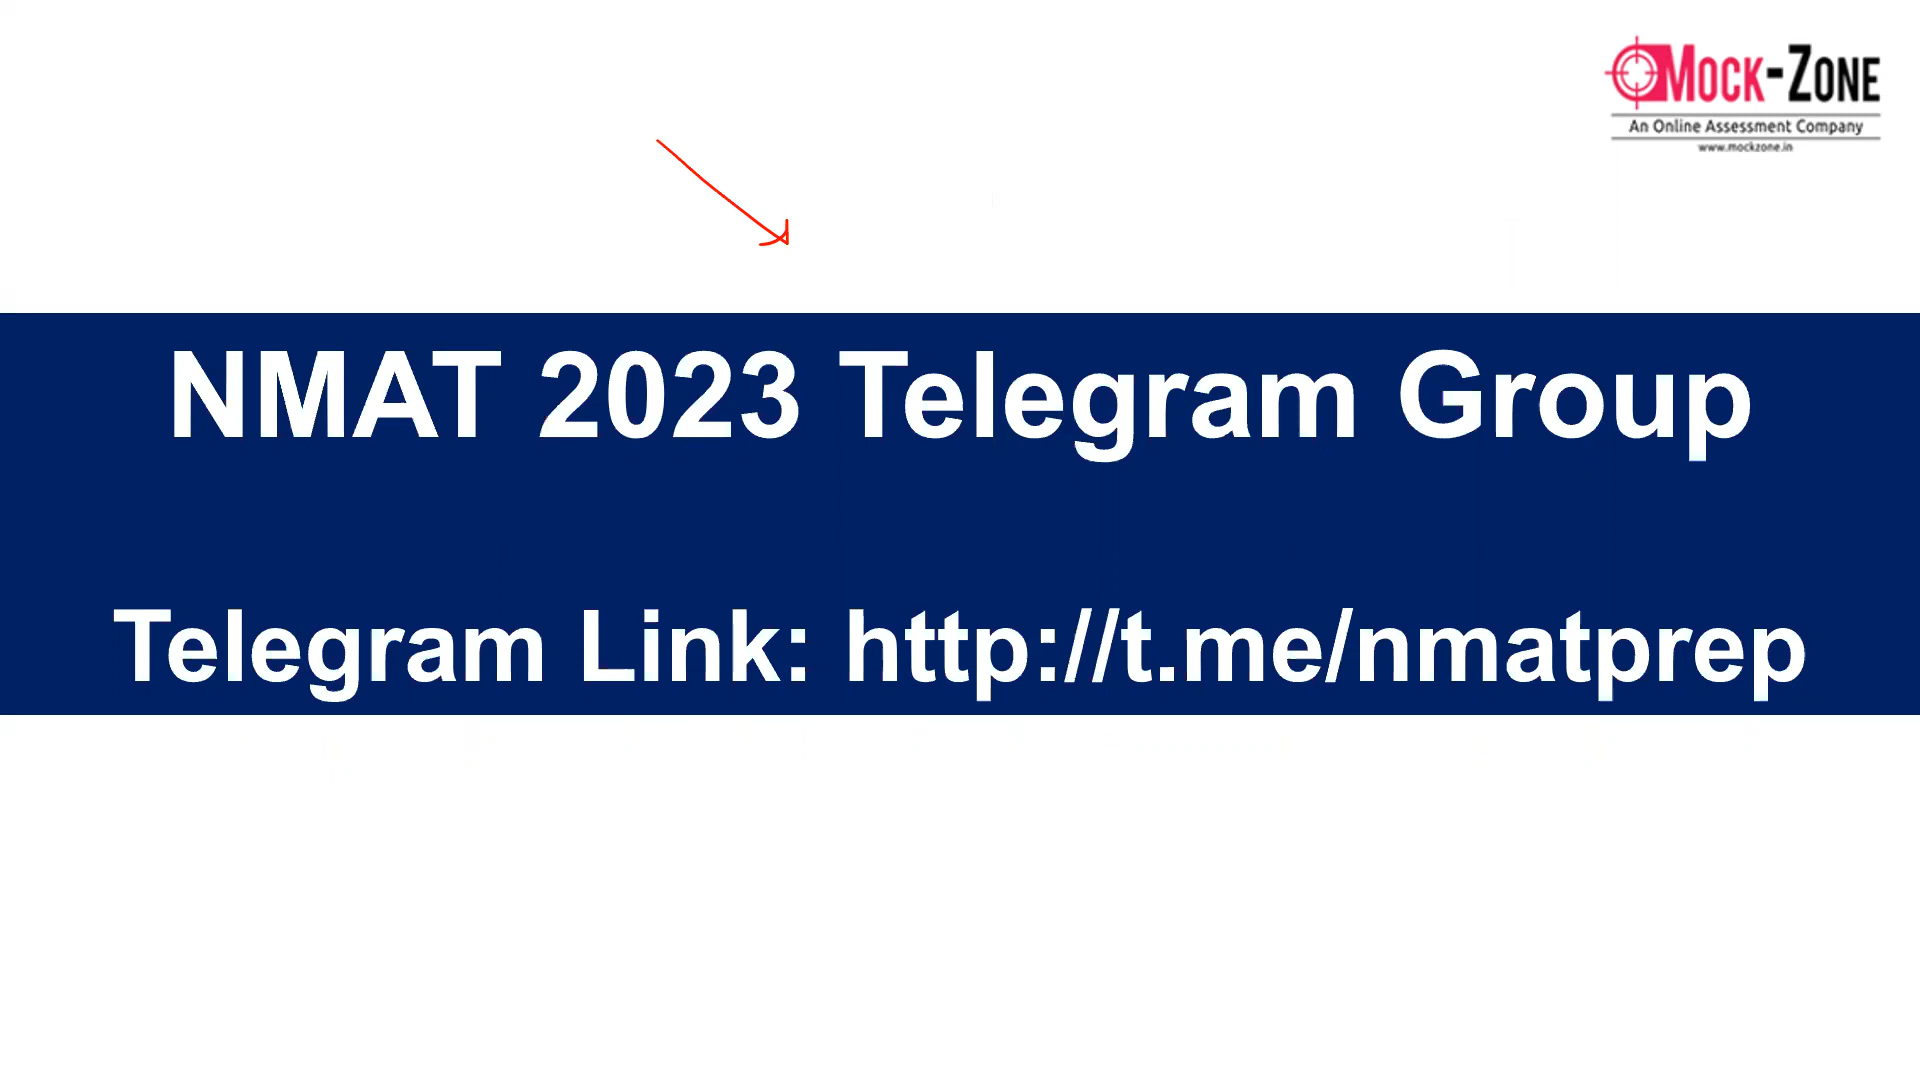 Mock-Zone
An Online Assessment Company
www.mockzone.in
NMAT 2023 Telegram Group
Telegram Link: http://t.me/nmatprep